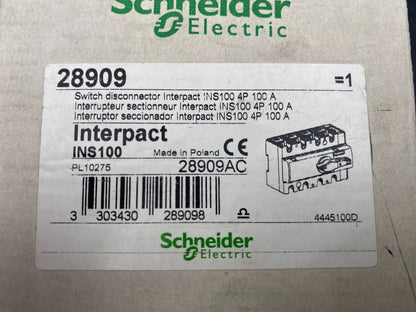 Schneider
Electric
28909
=1
Switch disconnector Interpact INS100 4P 100 A
Interrupteur sectionneur Interpact INS100 4P 100 A
Interruptor seccionador Interpact INS100 4P 100 A
Interpact
INS100
Made in Poland
CE
PL10275
28909AC
3 303430 289098
4445100D
Schneider
Electric